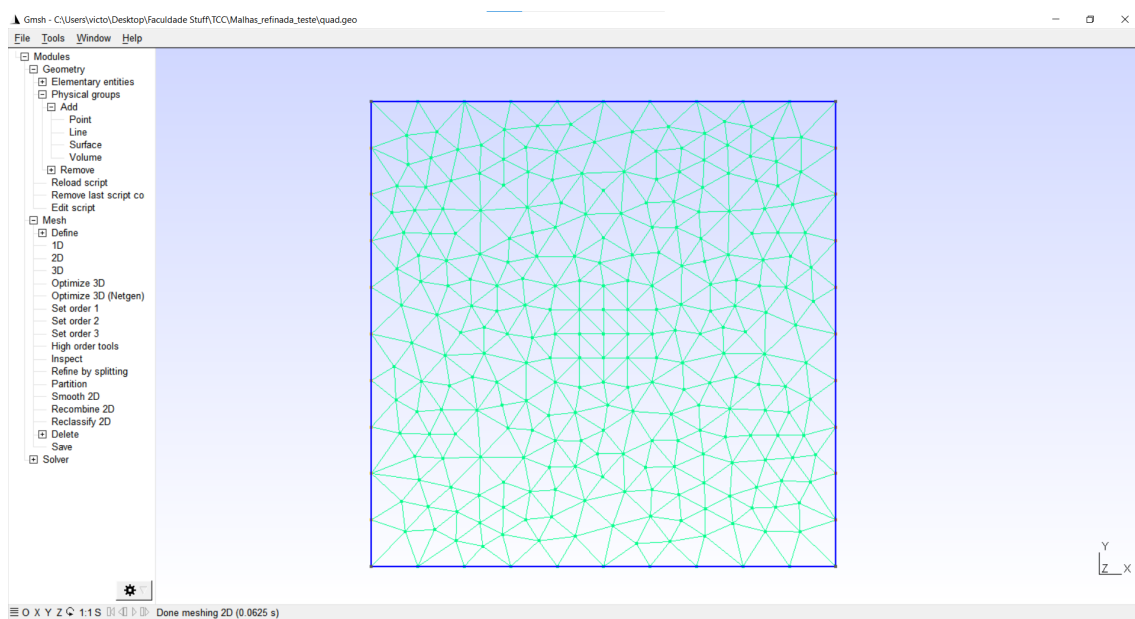 Gmsh - C:\Users\victo\Desktop\Faculdade Stuff\TCC\Malhas_refinada_teste\quad.geo
File Tools Window Help
Modules
Geometry
Elementary entities
Physical groups
Add
Point
Line
Surface
Volume
Remove
Reload script
Remove last script co
Edit script
Mesh
Define
1D
2D
3D
Optimize 3D
Optimize 3D (Netgen)
Set order 1
Set order 2
Set order 3
High order tools
Inspect
Refine by splitting
Partition
Smooth 2D
Recombine 2D
Reclassify 2D
Delete
Save
Solver
Y
Z X
O X Y Z 1:1 S Done meshing 2D (0.0625 s)